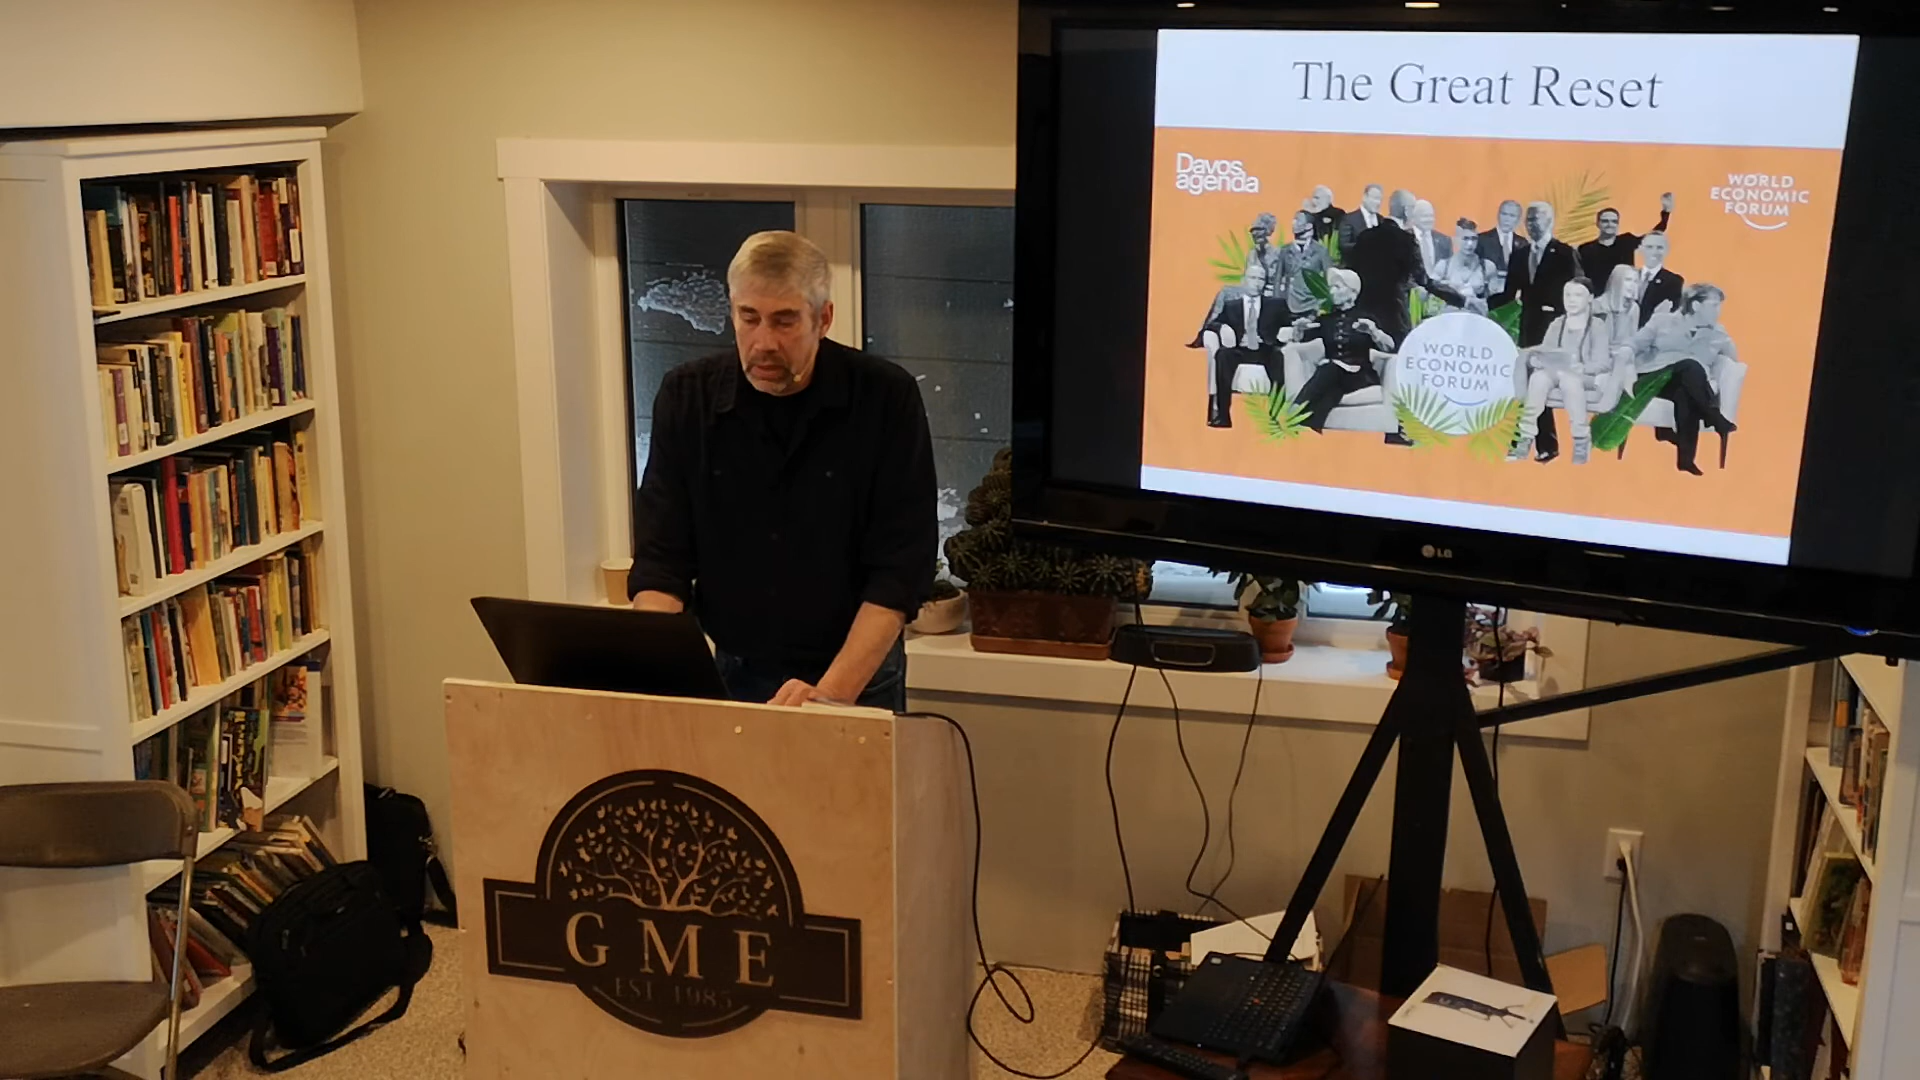 The Great Reset
Davos
agenda
WORLD
ECONOMIC
FORUM
WORLD
ECONOMIC
FORUM
LG
GME
EST 1985